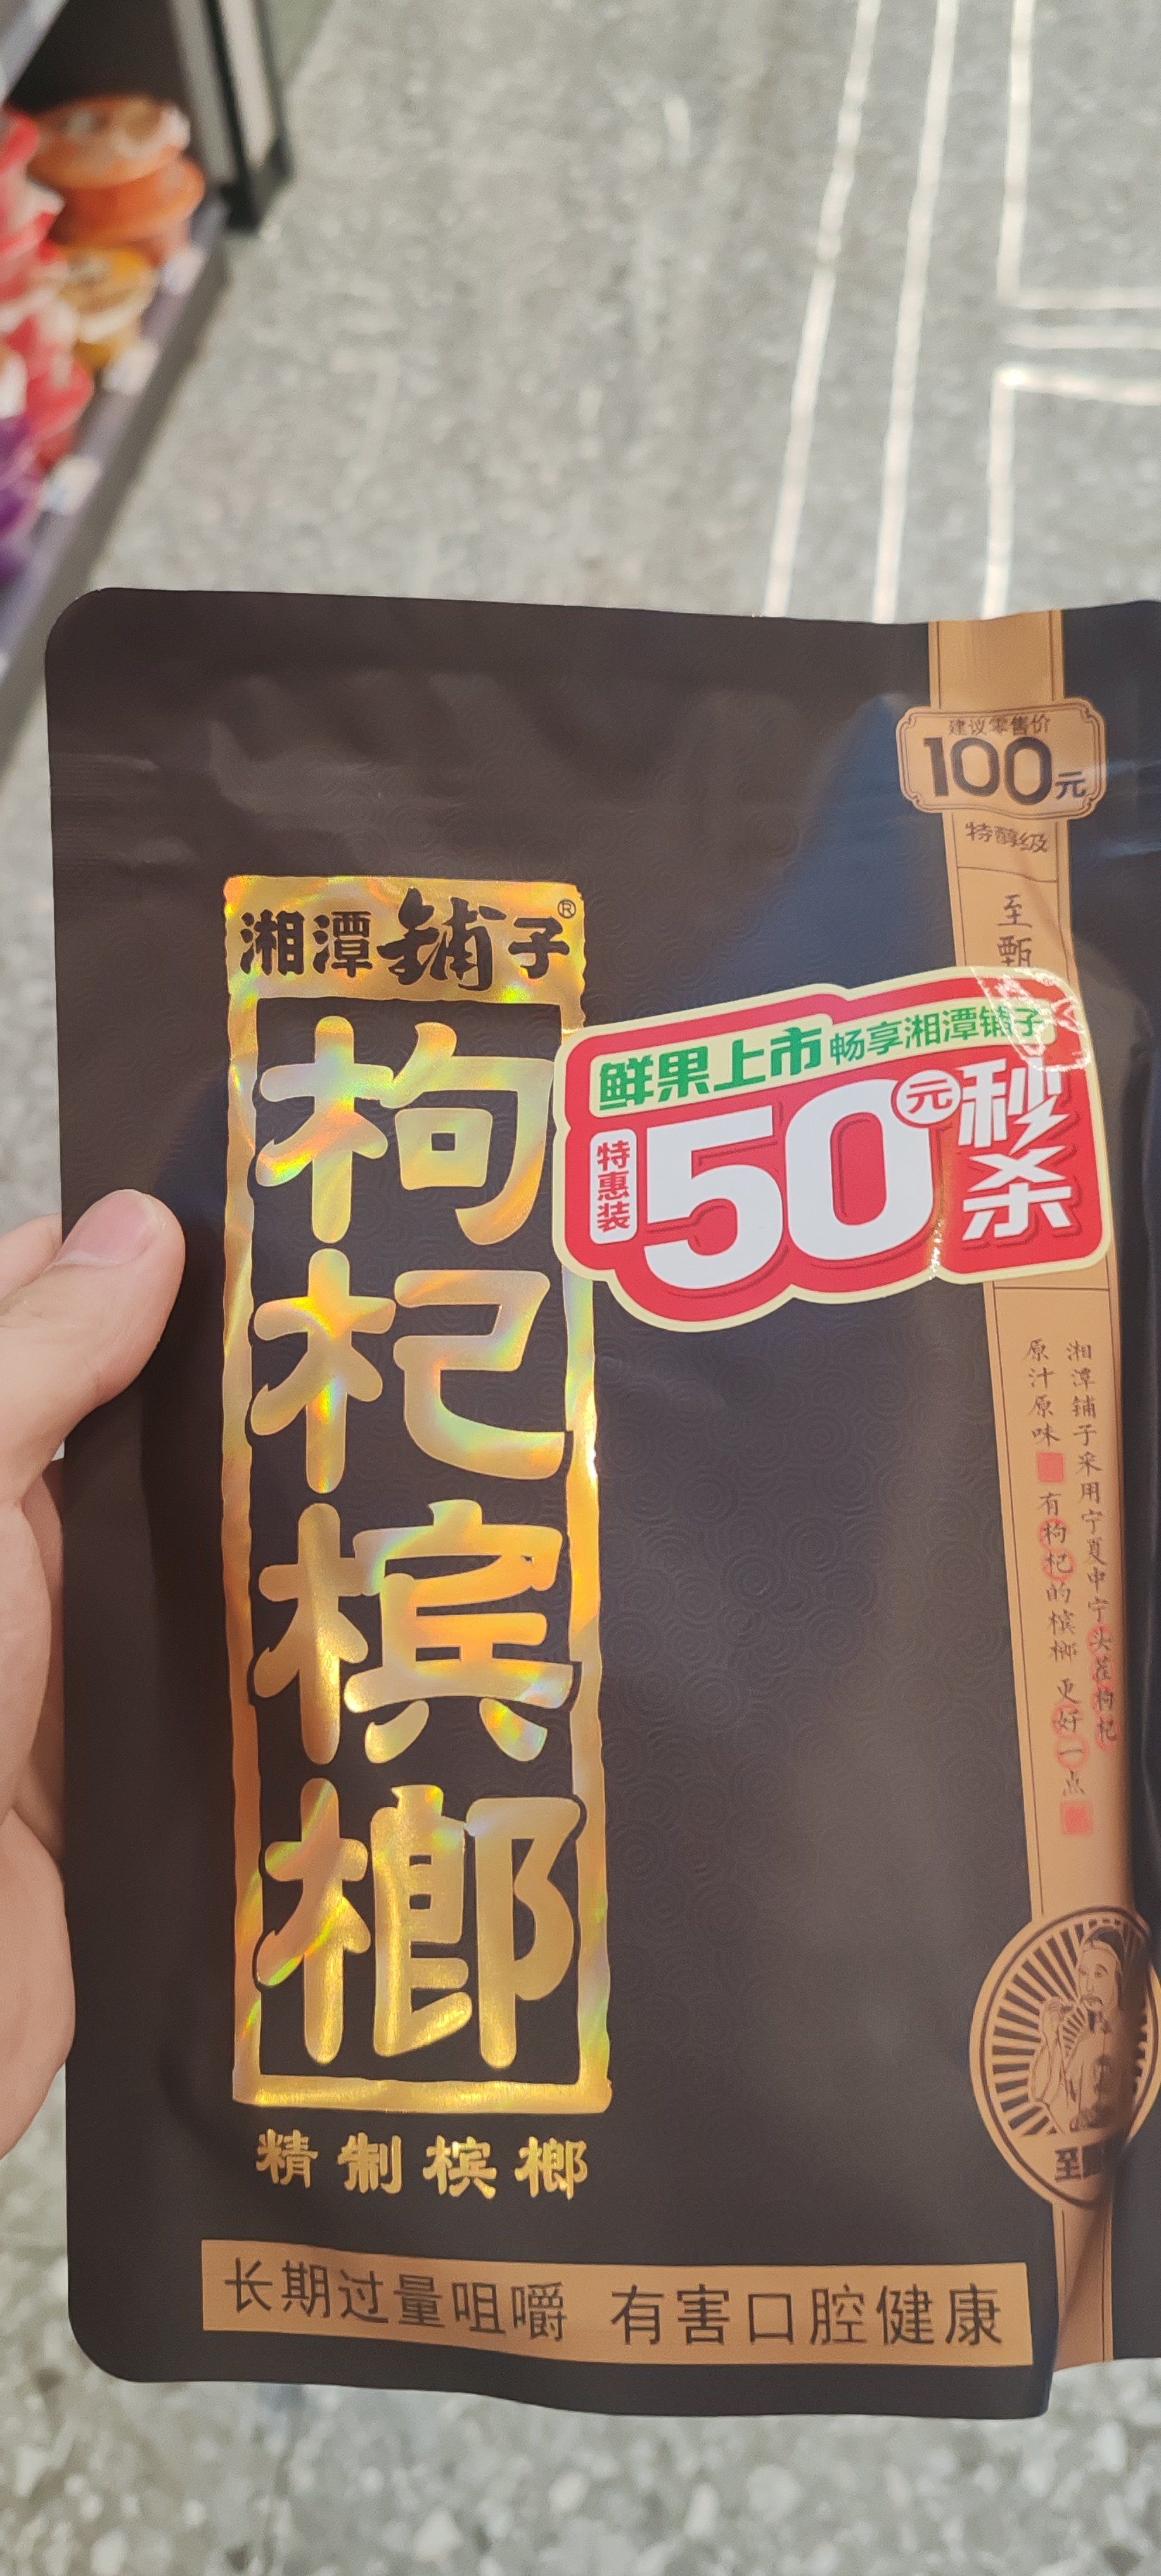 建议零售价
100元
特醇级
至
甄
湘潭铺子®
枸杞槟榔
鲜果上市 畅享湘潭铺子
特惠装
50元秒杀
湘潭铺子采用宁夏中宁头茬枸杞
原汁原味 有枸杞的槟榔 更好一点
至
精制槟榔
长期过量咀嚼 有害口腔健康